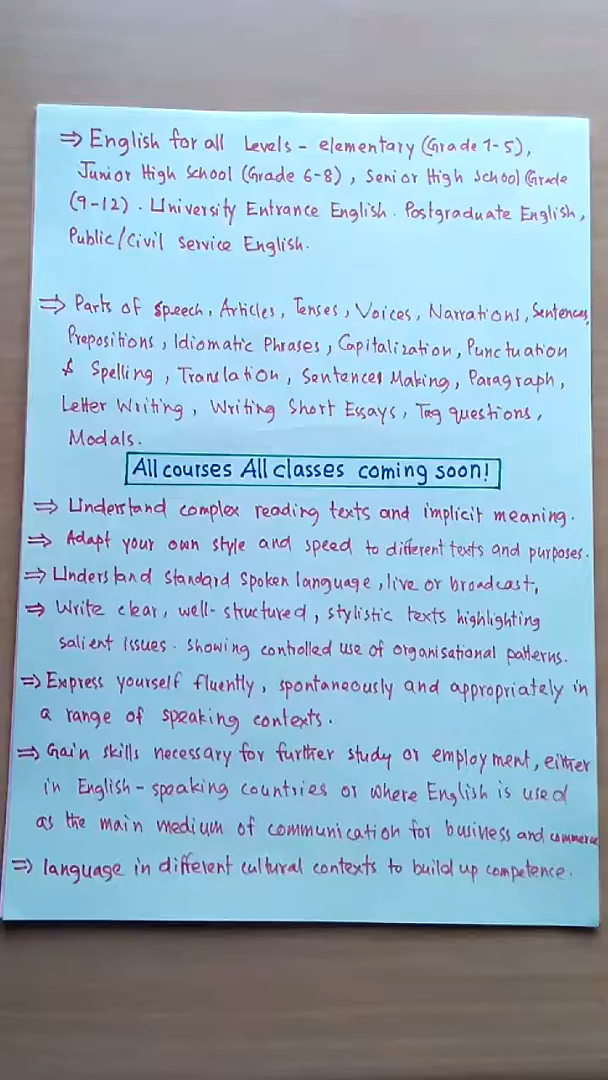 ⇒ English for all Levels - elementary (Grade 1-5),
Junior High School (Grade 6-8), Senior High School (Grade
(9-12). University Entrance English. Postgraduate English,
Public/Civil Service English.
⇒ Parts of Speech, Articles, Tenses, Voices, Narrations, Sentences,
Prepositions, Idiomatic Phrases, Capitalization, Punctuation
& Spelling, Translation, Sentences Making, Paragraph,
Letter Writing, Writing Short Essays, Tag questions,
Modals.
All courses All classes coming soon!
⇒ Understand complex reading texts and implicit meaning.
⇒ Adapt your own style and speed to different texts and purposes.
⇒ Understand Standard Spoken language, live or broadcast,
⇒ Write clear, well-structured, stylistic texts highlighting
salient issues. showing controlled use of organisational patterns.
⇒ Express yourself fluently, spontaneously and appropriately in
a range of speaking contexts.
⇒ Gain skills necessary for further study or employment, either
in English-speaking countries or where English is used
as the main medium of communication for business and commerce
⇒ language in different cultural contexts to build up competence.